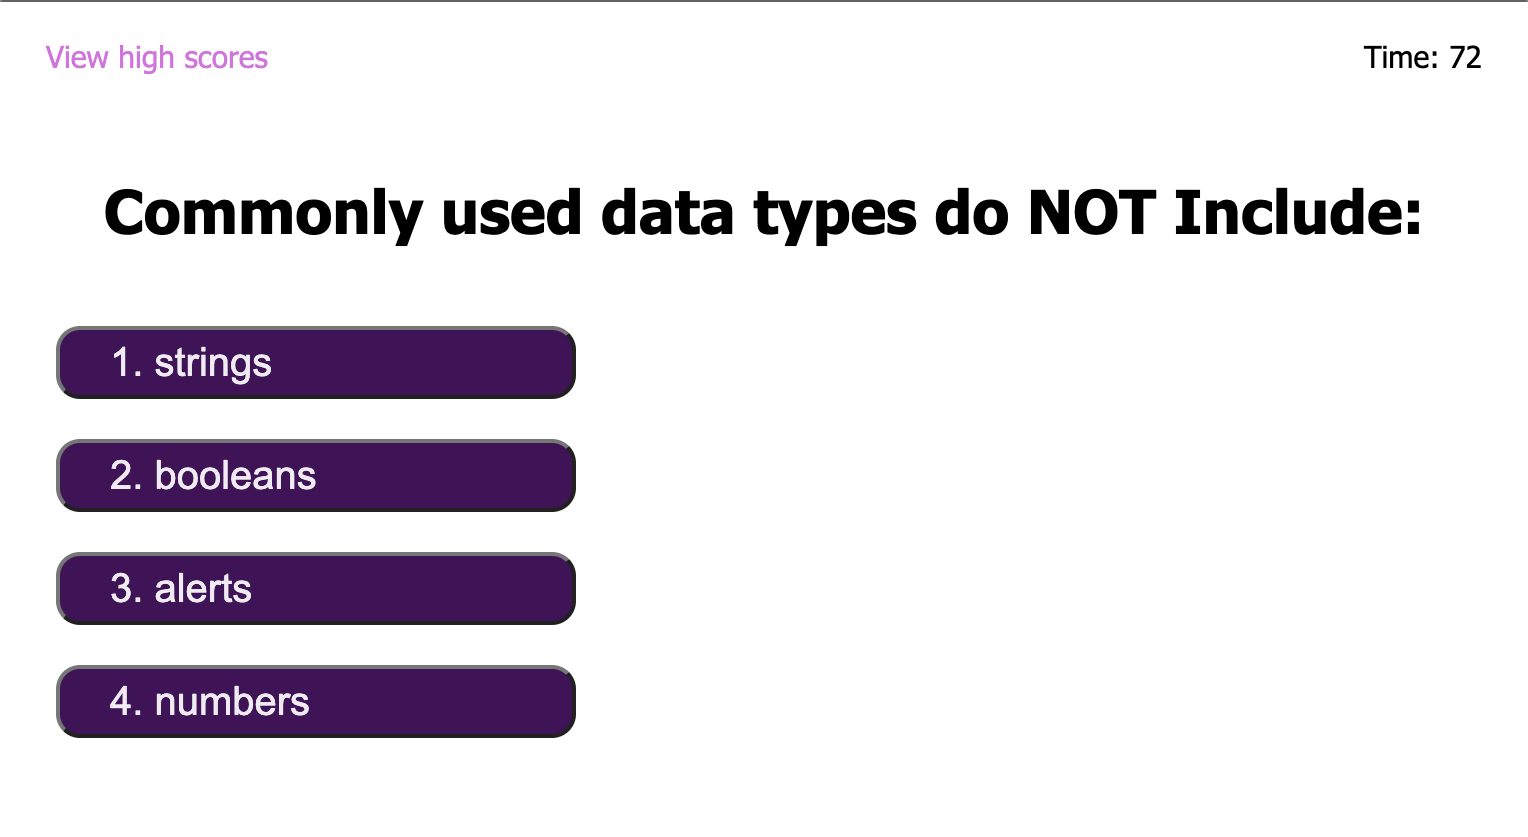 View high scores
Time: 72
Commonly used data types do NOT Include:
1. strings
2. booleans
3. alerts
4. numbers